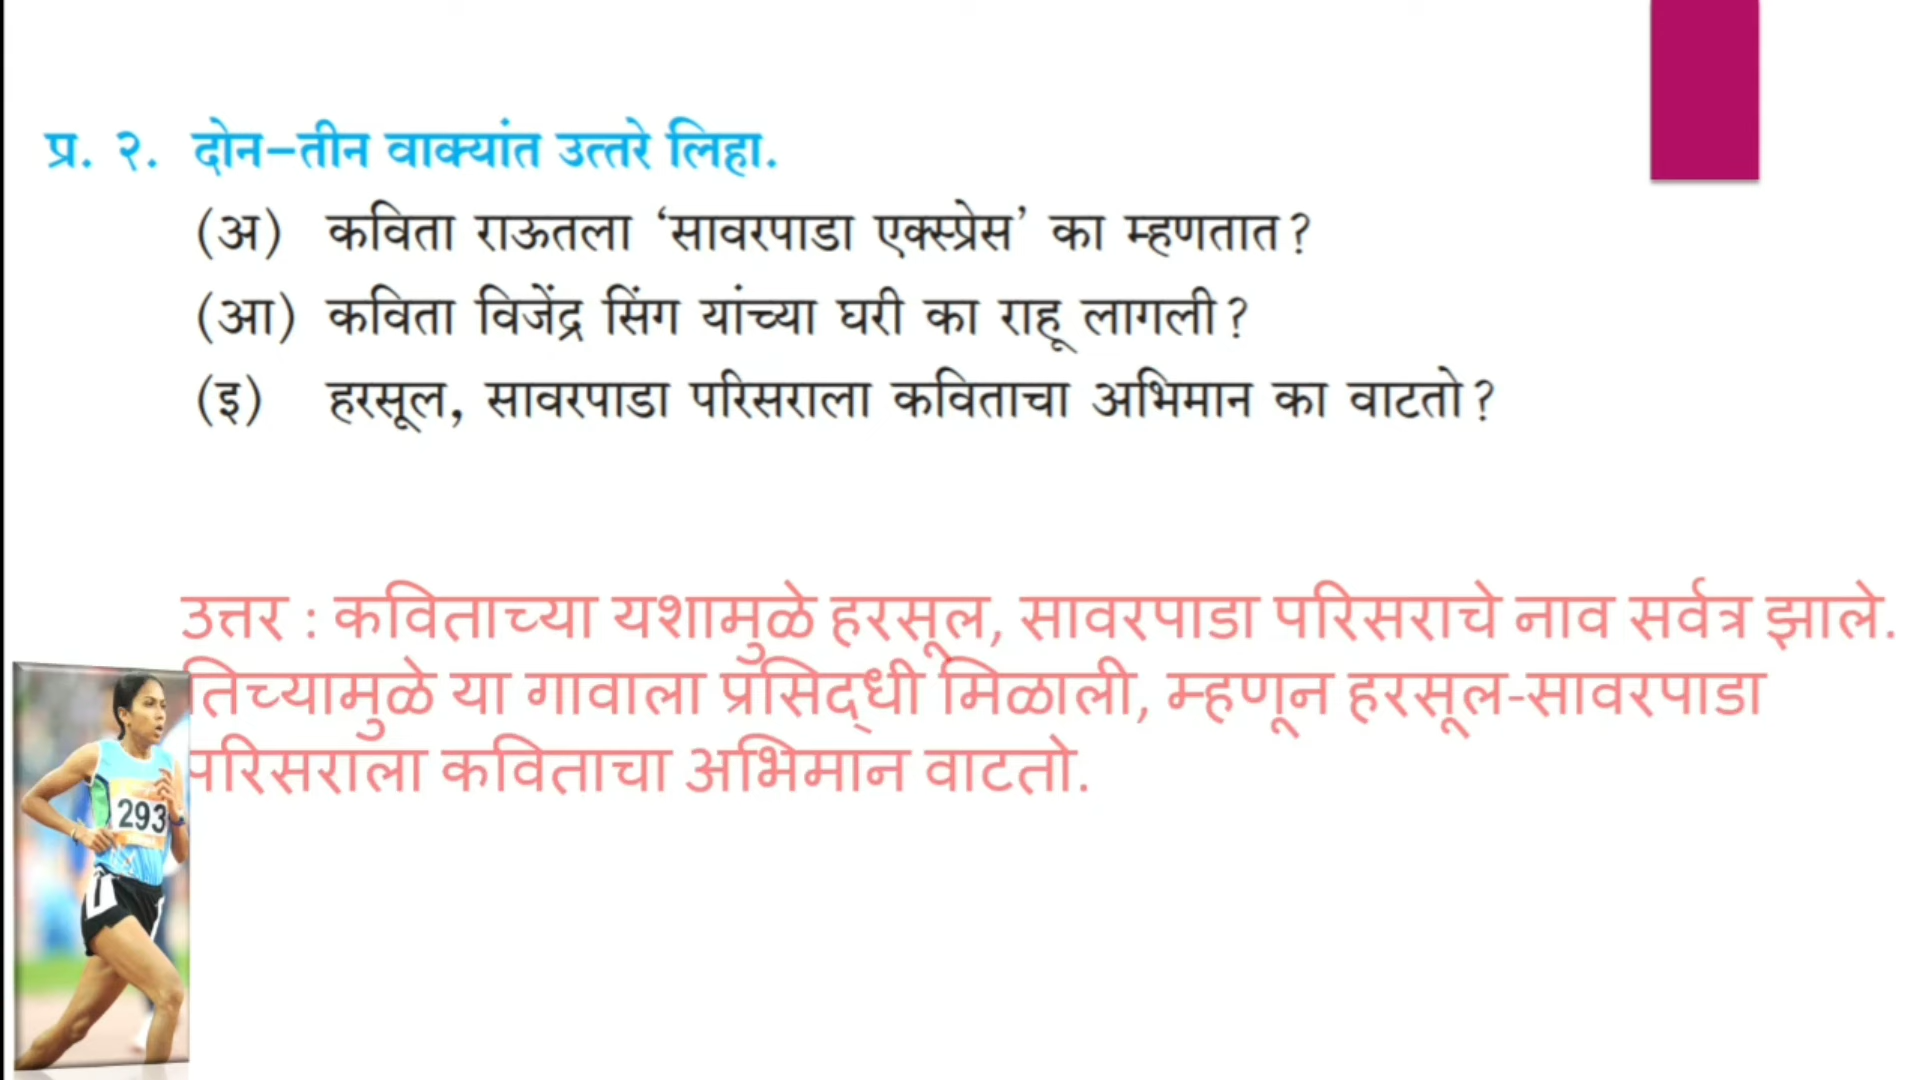 प्र. २. दोन-तीन वाक्यांत उत्तरे लिहा.
(अ) कविता राऊतला ‘सावरपाडा एक्स्प्रेस’ का म्हणतात?
(आ) कविता विजेंद्र सिंग यांच्या घरी का राहू लागली?
(इ) हरसूल, सावरपाडा परिसराला कविताचा अभिमान का वाटतो?
उत्तर : कविताच्या यशामुळे हरसूल, सावरपाडा परिसराचे नाव सर्वत्र झाले.
तिच्यामुळे या गावाला प्रसिद्धी मिळाली, म्हणून हरसूल-सावरपाडा
परिसराला कविताचा अभिमान वाटतो.
293